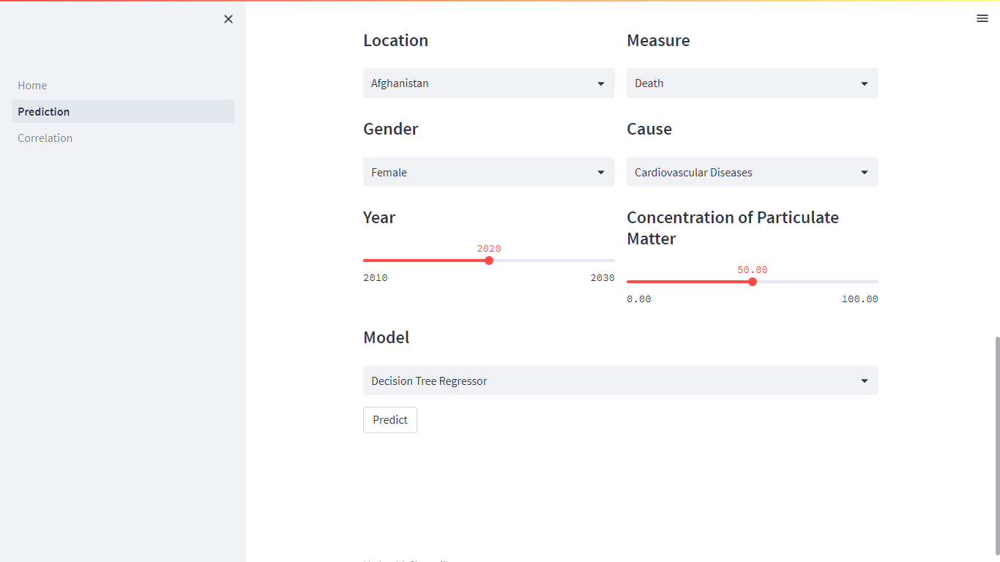 Home
Prediction
Correlation
Location
Afghanistan
Measure
Death
Gender
Female
Cause
Cardiovascular Diseases
Year
2020
2010 2030
Concentration of Particulate
Matter
50.00
0.00 100.00
Model
Decision Tree Regressor
Predict